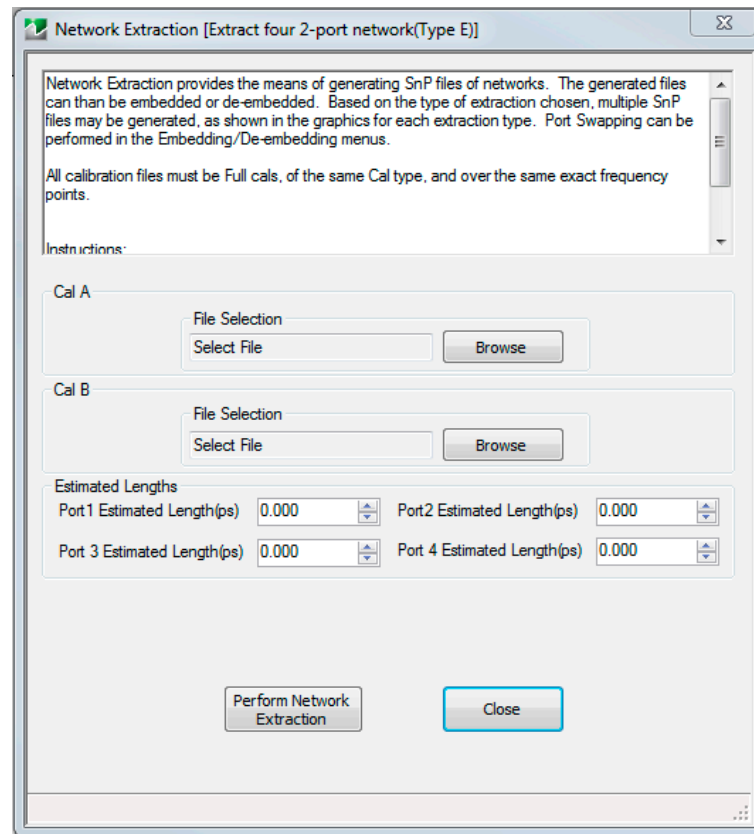 Network Extraction [Extract four 2-port network(Type E)]
Network Extraction provides the means of generating SnP files of networks.  The generated files
can than be embedded or de-embedded.  Based on the type of extraction chosen, multiple SnP
files may be generated, as shown in the graphics for each extraction type.  Port Swapping can be
performed in the Embedding/De-embedding menus.
All calibration files must be Full cals, of the same Cal type, and over the same exact frequency
points.
Instructions:
Cal A
File Selection
Select File Browse
Cal B
File Selection
Select File Browse
Estimated Lengths
Port1 Estimated Length(ps) 0.000 Port2 Estimated Length(ps) 0.000
Port 3 Estimated Length(ps) 0.000 Port 4 Estimated Length(ps) 0.000
Perform Network
Extraction
Close